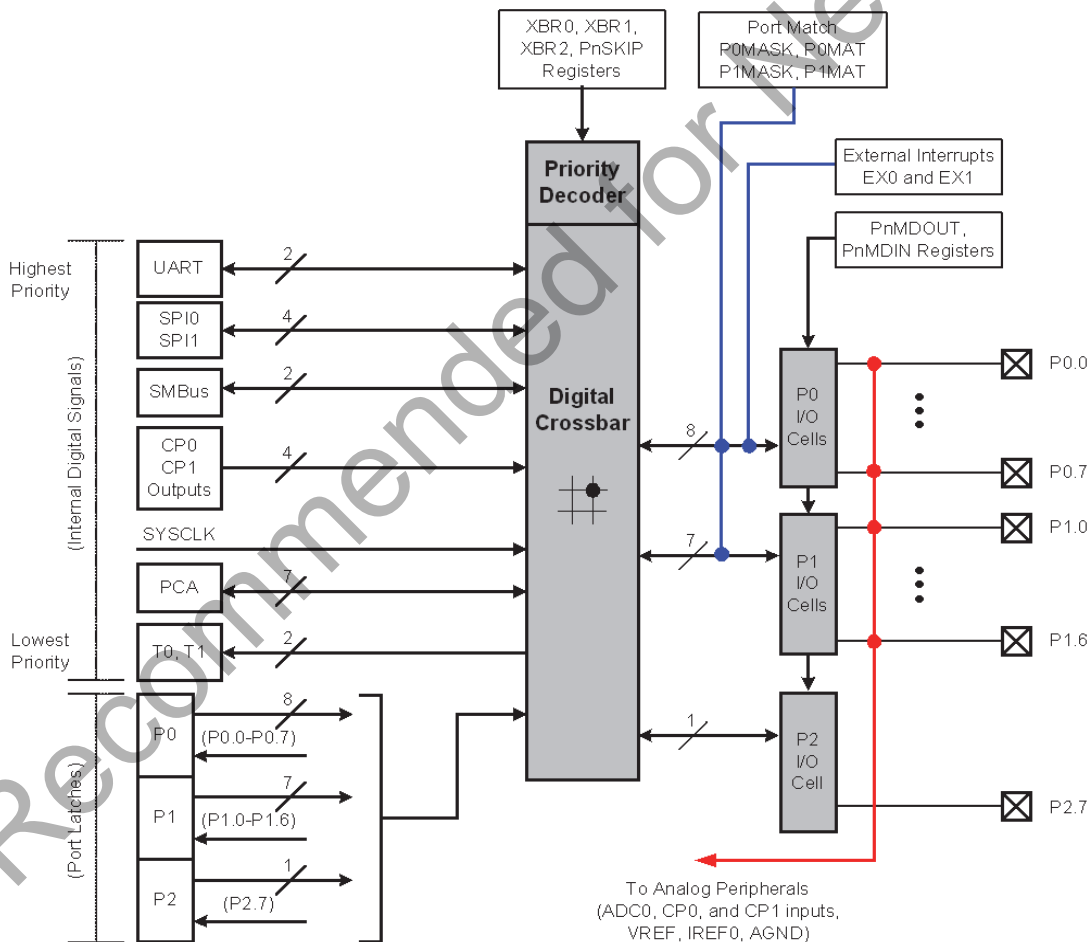 XBR0, XBR1,
XBR2, PnSKIP
Registers
Port Match
P0MASK, P0MAT
P1MASK, P1MAT
External Interrupts
EX0 and EX1
PnMDOUT,
PnMDIN Registers
Priority
Decoder
Digital
Crossbar
Highest
Priority
(Internal Digital Signals)
Lowest
Priority
(Port Latches)
UART
2
SPI0
SPI1
4
SMBus
2
CP0
CP1
Outputs
4
SYSCLK
PCA
7
T0, T1
2
P0
8
(P0.0-P0.7)
P1
7
(P1.0-P1.6)
P2
1
(P2.7)
8
P0
I/O
Cells
P0.0
P0.7
7
P1
I/O
Cells
P1.0
P1.6
1
P2
I/O
Cell
P2.7
To Analog Peripherals
(ADC0, CP0, and CP1 inputs,
VREF, IREF0, AGND)
Recommended for Ne